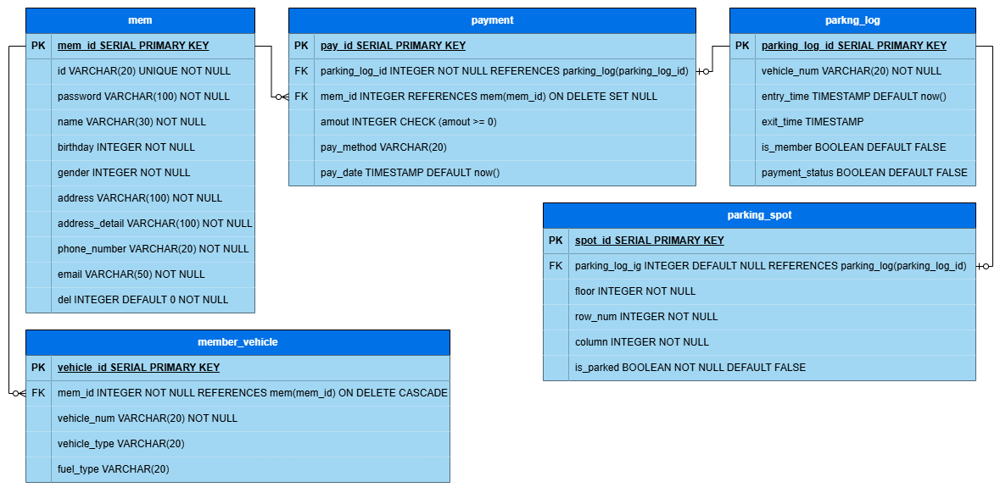 mem
PK mem_id SERIAL PRIMARY KEY
id VARCHAR(20) UNIQUE NOT NULL
password VARCHAR(100) NOT NULL
name VARCHAR(30) NOT NULL
birthday INTEGER NOT NULL
gender INTEGER NOT NULL
address VARCHAR(100) NOT NULL
address_detail VARCHAR(100) NOT NULL
phone_number VARCHAR(20) NOT NULL
email VARCHAR(50) NOT NULL
del INTEGER DEFAULT 0 NOT NULL
payment
PK pay_id SERIAL PRIMARY KEY
FK parking_log_id INTEGER NOT NULL REFERENCES parking_log(parking_log_id)
FK mem_id INTEGER REFERENCES mem(mem_id) ON DELETE SET NULL
amout INTEGER CHECK (amout >= 0)
pay_method VARCHAR(20)
pay_date TIMESTAMP DEFAULT now()
parkng_log
PK parking_log_id SERIAL PRIMARY KEY
vehicle_num VARCHAR(20) NOT NULL
entry_time TIMESTAMP DEFAULT now()
exit_time TIMESTAMP
is_member BOOLEAN DEFAULT FALSE
payment_status BOOLEAN DEFAULT FALSE
parking_spot
PK spot_id SERIAL PRIMARY KEY
FK parking_log_ig INTEGER DEFAULT NULL REFERENCES parking_log(parking_log_id)
floor INTEGER NOT NULL
row_num INTEGER NOT NULL
column INTEGER NOT NULL
is_parked BOOLEAN NOT NULL DEFAULT FALSE
member_vehicle
PK vehicle_id SERIAL PRIMARY KEY
FK mem_id INTEGER NOT NULL REFERENCES mem(mem_id) ON DELETE CASCADE
vehicle_num VARCHAR(20) NOT NULL
vehicle_type VARCHAR(20)
fuel_type VARCHAR(20)